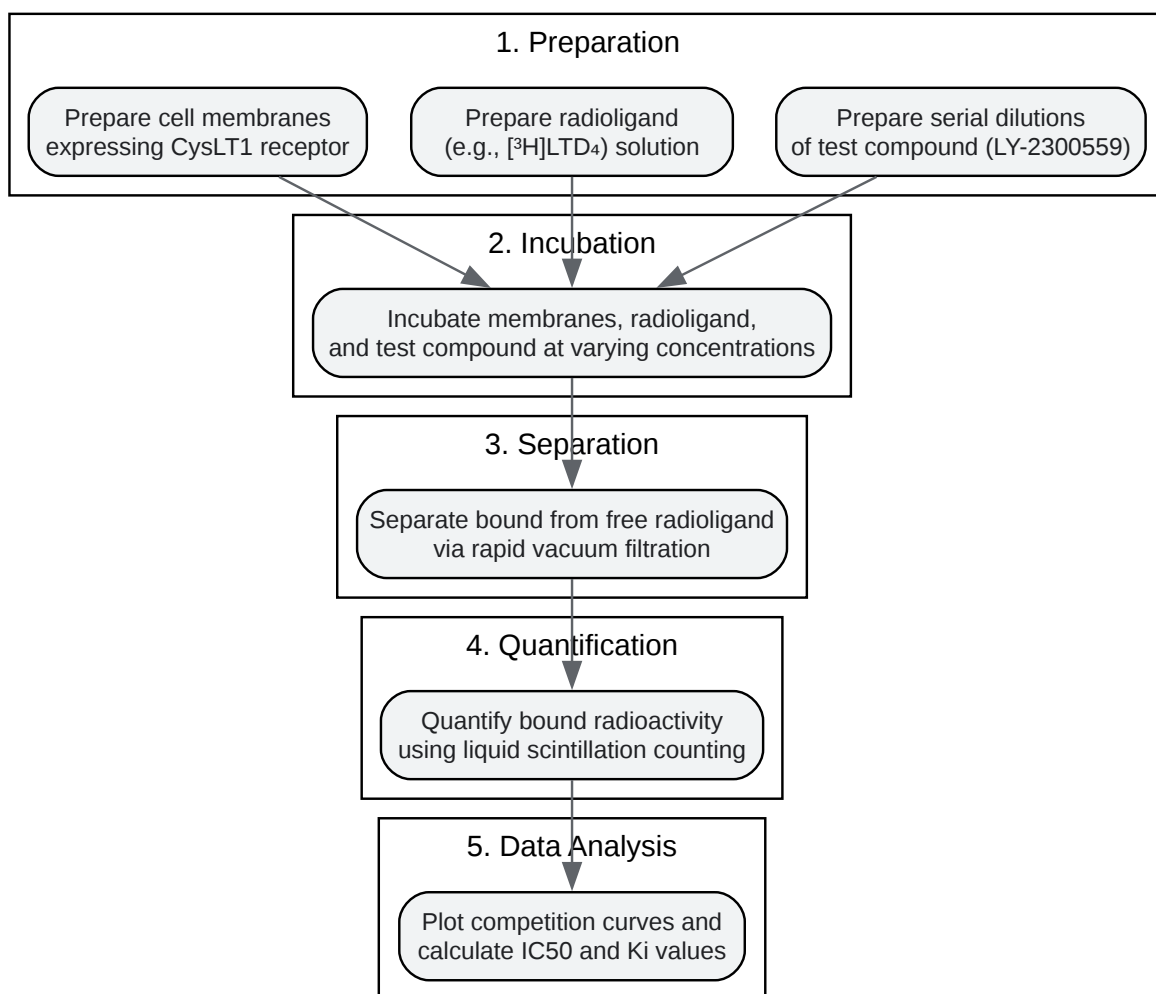 1. Preparation
Prepare cell membranes
expressing CysLT1 receptor
Prepare radioligand
(e.g., [³H]LTD₄) solution
Prepare serial dilutions
of test compound (LY-2300559)
2. Incubation
Incubate membranes, radioligand,
and test compound at varying concentrations
3. Separation
Separate bound from free radioligand
via rapid vacuum filtration
4. Quantification
Quantify bound radioactivity
using liquid scintillation counting
5. Data Analysis
Plot competition curves and
calculate IC50 and Ki values